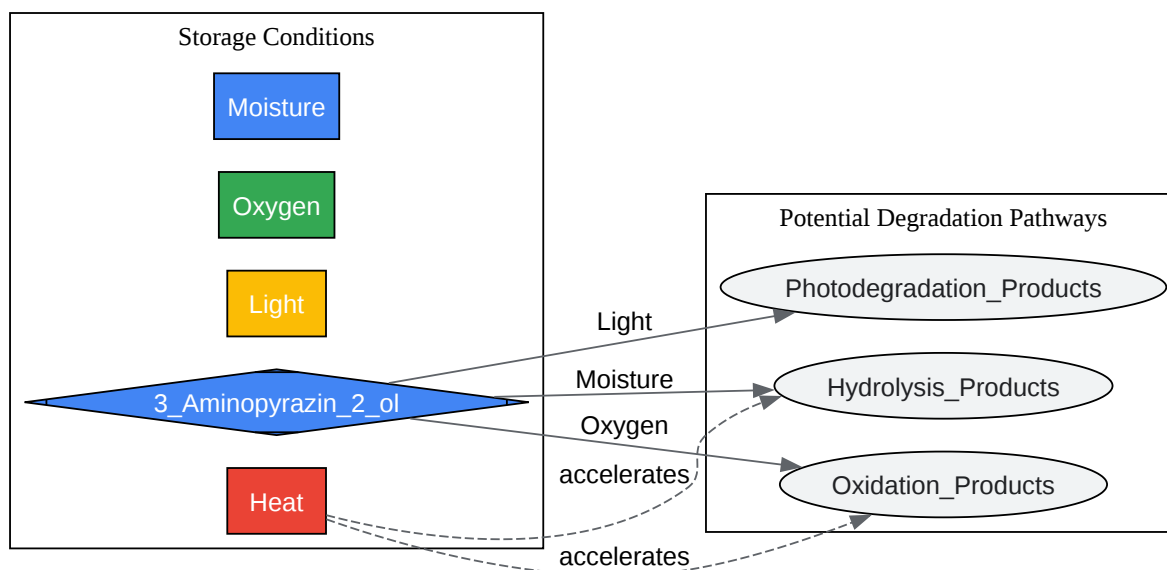 Storage Conditions
Moisture
Oxygen
Light
3_Aminopyrazin_2_ol
Heat
Light
Moisture
Oxygen
accelerates
accelerates
Potential Degradation Pathways
Photodegradation_Products
Hydrolysis_Products
Oxidation_Products